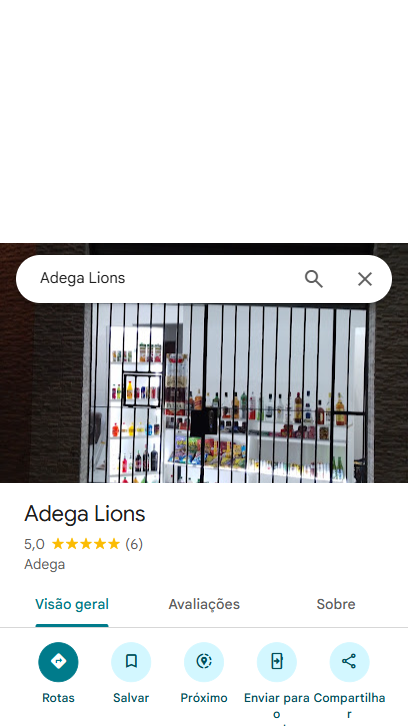 Adega Lions
Adega Lions
5,0 (6)
Adega
Visão geral Avaliações Sobre
Rotas Salvar Próximo Enviar para o Compartilhar